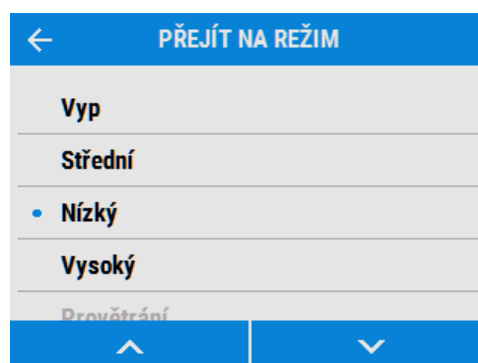 PŘEJÍT NA REŽIM
Vyp
Střední
Nízký
Vysoký
Provětrání